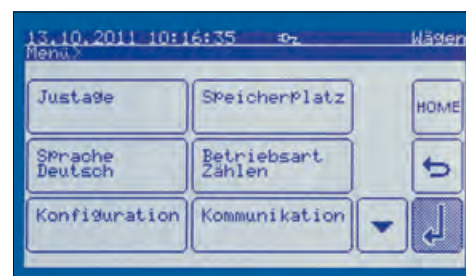 13.10.2011 10:16:35 Wägen
Menü>
Justage
Speicherplatz
HOME
Sprache
Deutsch
Betriebsart
Zählen
Konfiguration
Kommunikation